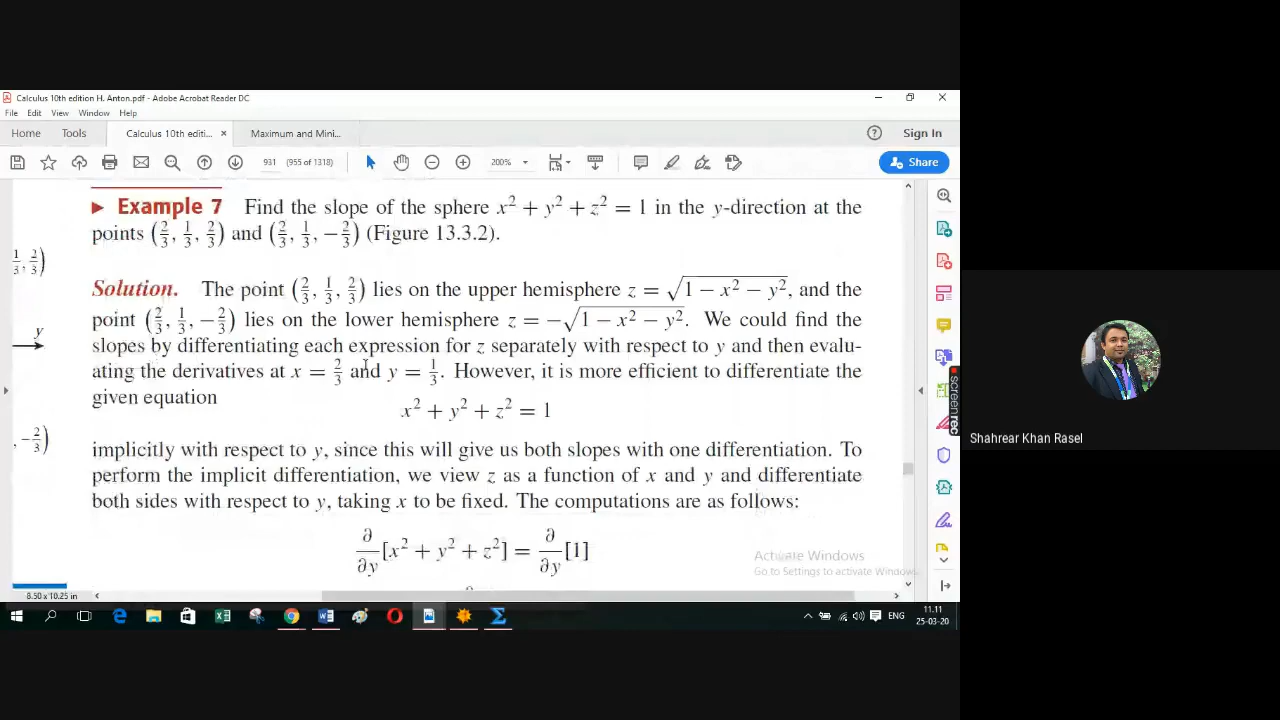 Calculus 10th edition H. Anton.pdf - Adobe Acrobat Reader DC
File Edit View Window Help
Home Tools Calculus 10th editi... × Maximum and Mini... Sign In
931 (955 of 1318) 200% Share
▶ Example 7 Find the slope of the sphere x² + y² + z² = 1 in the y-direction at the
points (2/3, 1/3, 2/3) and (2/3, 1/3, −2/3) (Figure 13.3.2).
1/3, 2/3)
Solution. The point (2/3, 1/3, 2/3) lies on the upper hemisphere z = √(1 − x² − y²), and the
point (2/3, 1/3, −2/3) lies on the lower hemisphere z = −√(1 − x² − y²). We could find the
y
slopes by differentiating each expression for z separately with respect to y and then evalu-
ating the derivatives at x = 2/3 and y = 1/3. However, it is more efficient to differentiate the
given equation
x² + y² + z² = 1
, −2/3)
implicitly with respect to y, since this will give us both slopes with one differentiation. To
perform the implicit differentiation, we view z as a function of x and y and differentiate
both sides with respect to y, taking x to be fixed. The computations are as follows:
∂/∂y [x² + y² + z²] = ∂/∂y [1]
Activate Windows
Go to Settings to activate Windows.
8.50 x 10.25 in
ENG
11.11
25-03-20
screenrec
Shahrear Khan Rasel